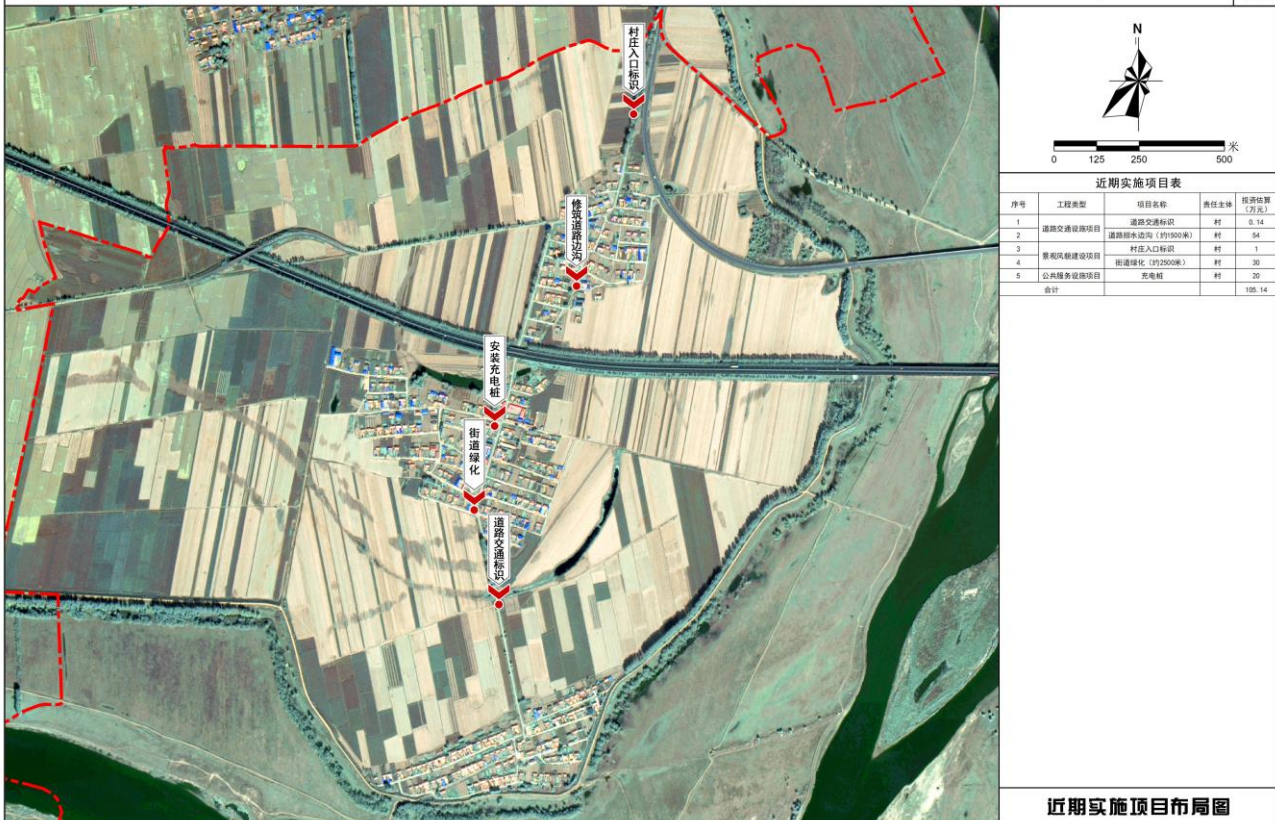 村庄入口标识
修筑道路边沟
安装充电桩
街道绿化
道路交通标识
N
0 125 250 500 米
近期实施项目表
序号 工程类型 项目名称 责任主体 投资估算（万元）
1 道路交通设施项目 道路交通标识 村 0.14
2 道路排水边沟（约1500米） 村 54
3 景观风貌建设项目 村庄入口标识 村 1
4 街道绿化（约2500米） 村 30
5 公共服务设施项目 充电桩 村 20
合计 105.14
近期实施项目布局图